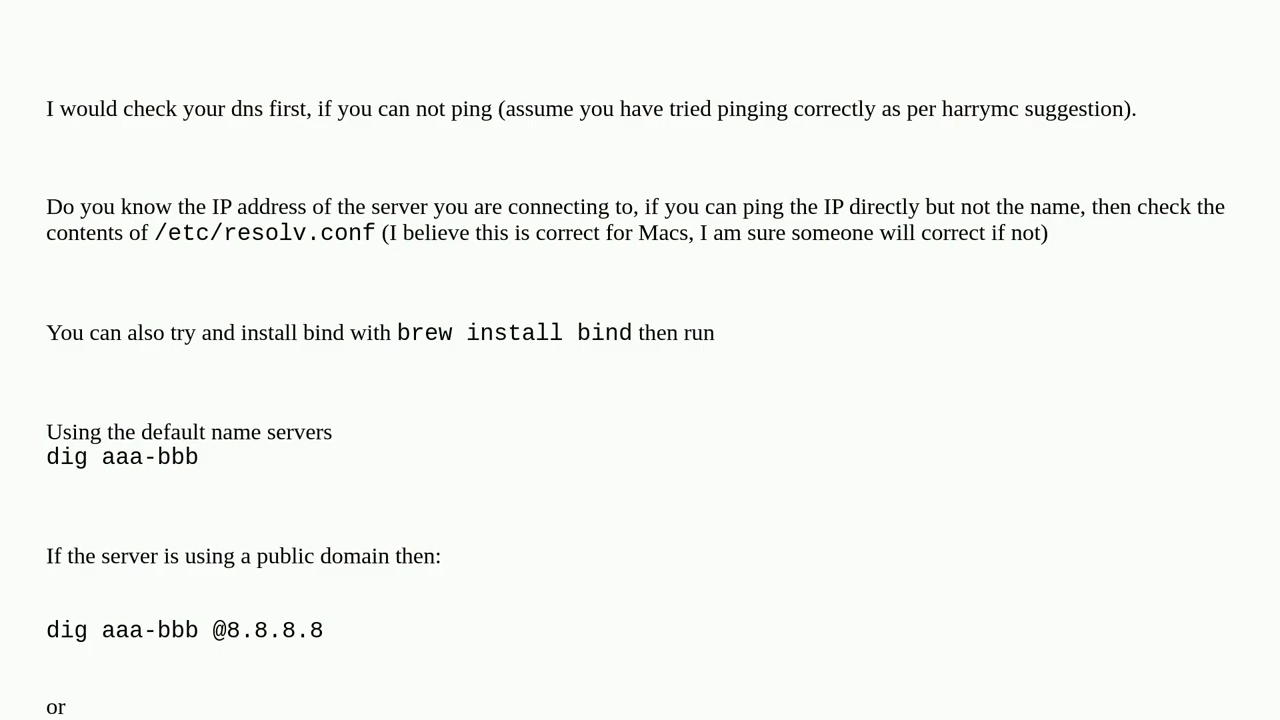 I would check your dns first, if you can not ping (assume you have tried pinging correctly as per harrymc suggestion).
Do you know the IP address of the server you are connecting to, if you can ping the IP directly but not the name, then check the
contents of /etc/resolv.conf (I believe this is correct for Macs, I am sure someone will correct if not)
You can also try and install bind with brew install bind then run
Using the default name servers
dig aaa-bbb
If the server is using a public domain then:
dig aaa-bbb @8.8.8.8
or